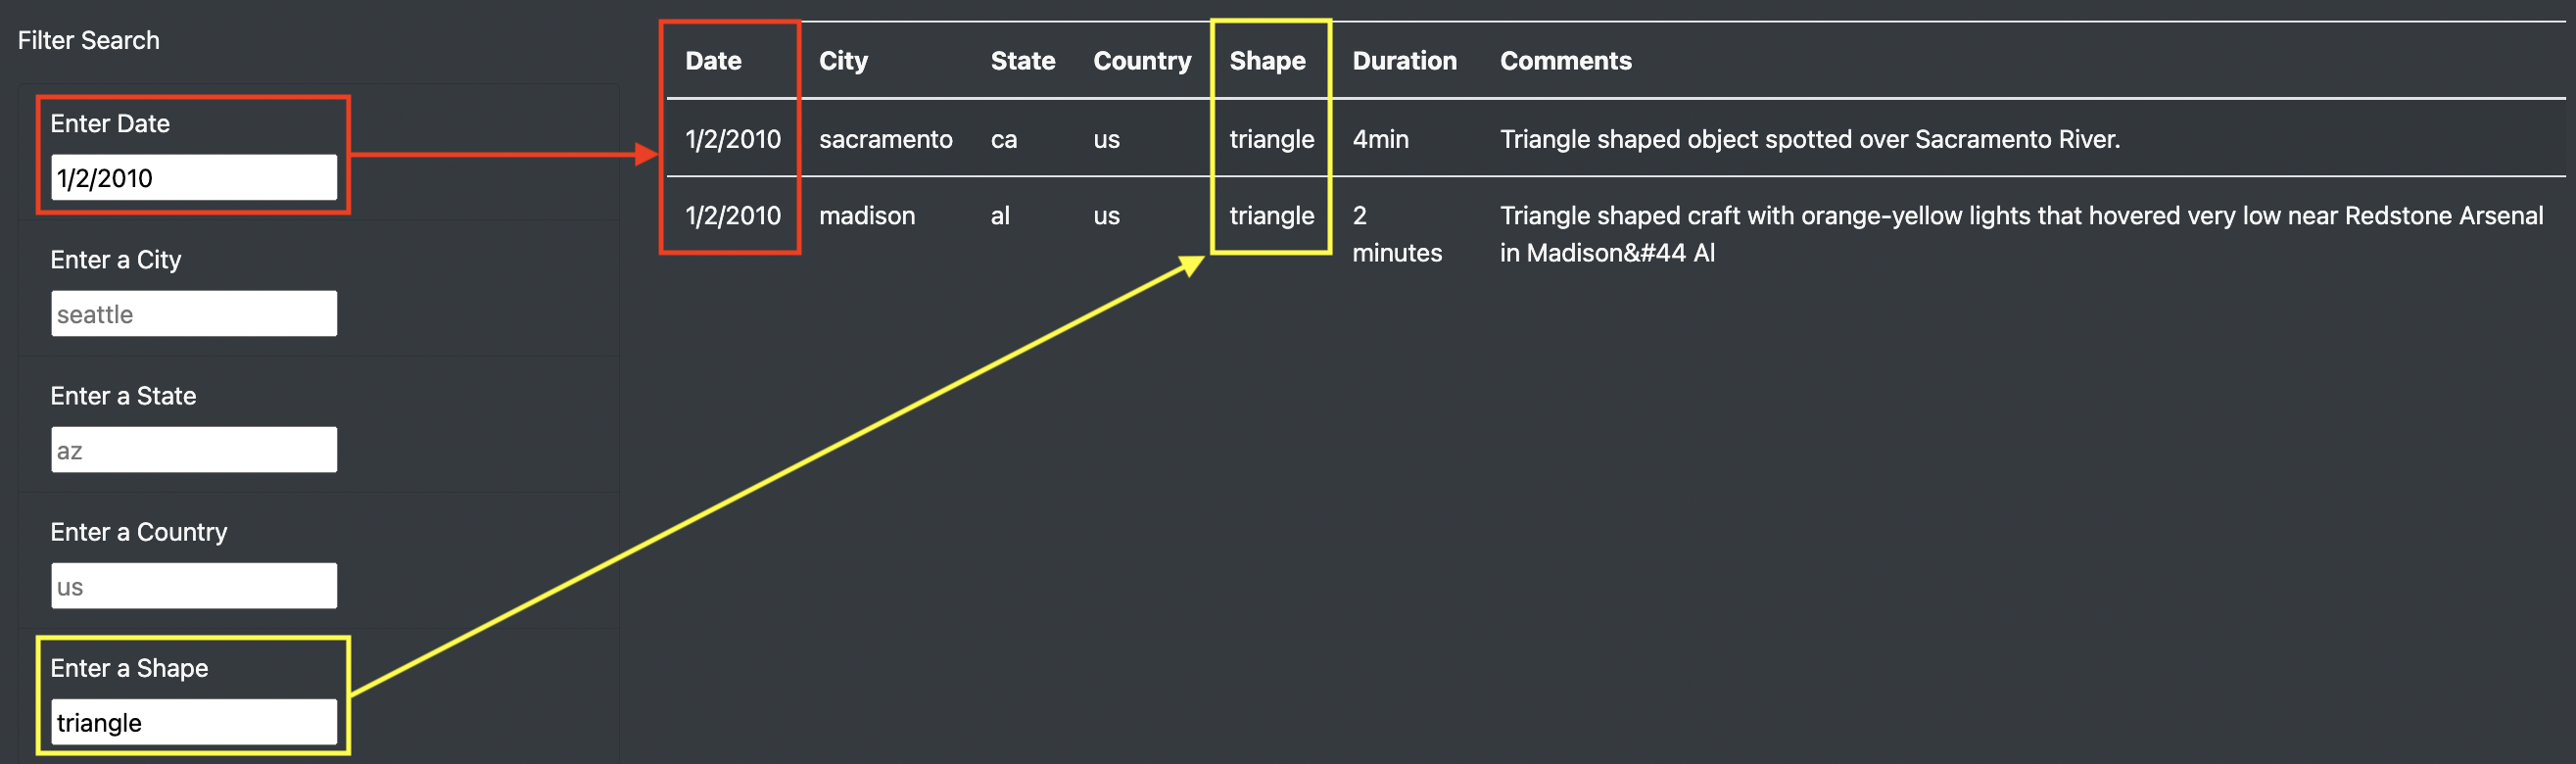 Filter Search
Enter Date
1/2/2010
Enter a City
seattle
Enter a State
az
Enter a Country
us
Enter a Shape
triangle
Date City State Country Shape Duration Comments
1/2/2010 sacramento ca us triangle 4min Triangle shaped object spotted over Sacramento River.
1/2/2010 madison al us triangle 2 Triangle shaped craft with orange-yellow lights that hovered very low near Redstone Arsenal
minutes in Madison&#44 Al